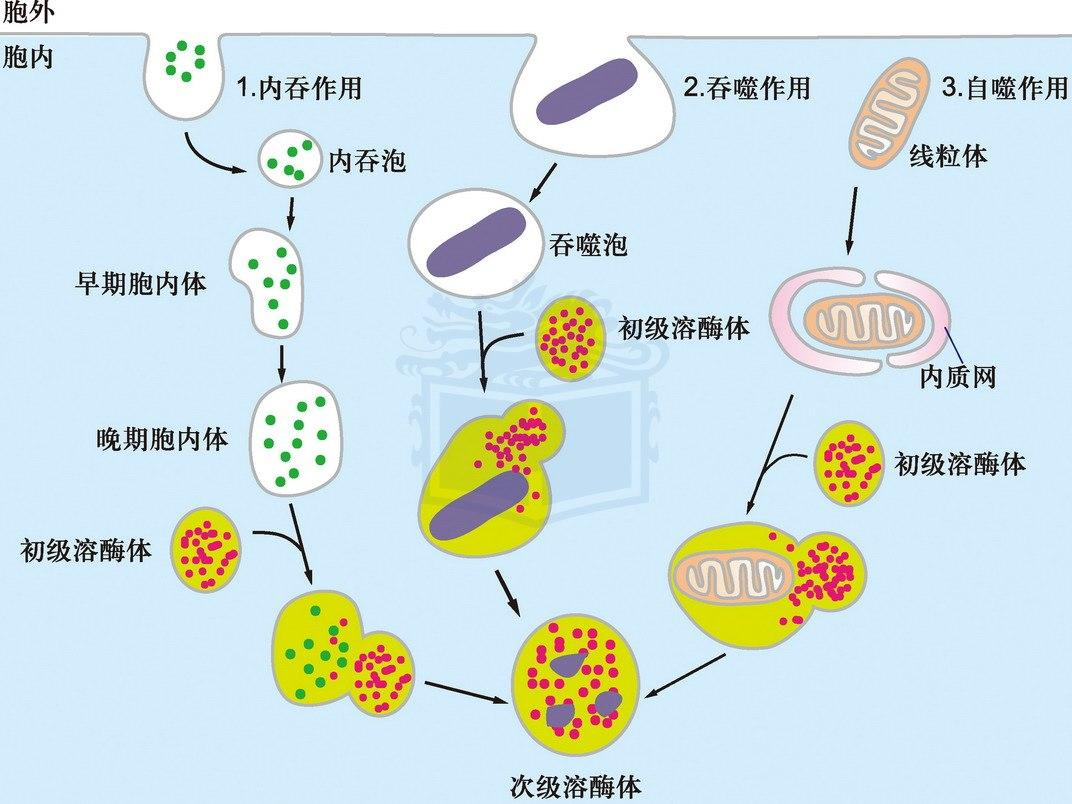 胞外
胞内
1.内吞作用
2.吞噬作用
3.自噬作用
内吞泡
线粒体
吞噬泡
早期胞内体
初级溶酶体
内质网
晚期胞内体
初级溶酶体
初级溶酶体
次级溶酶体